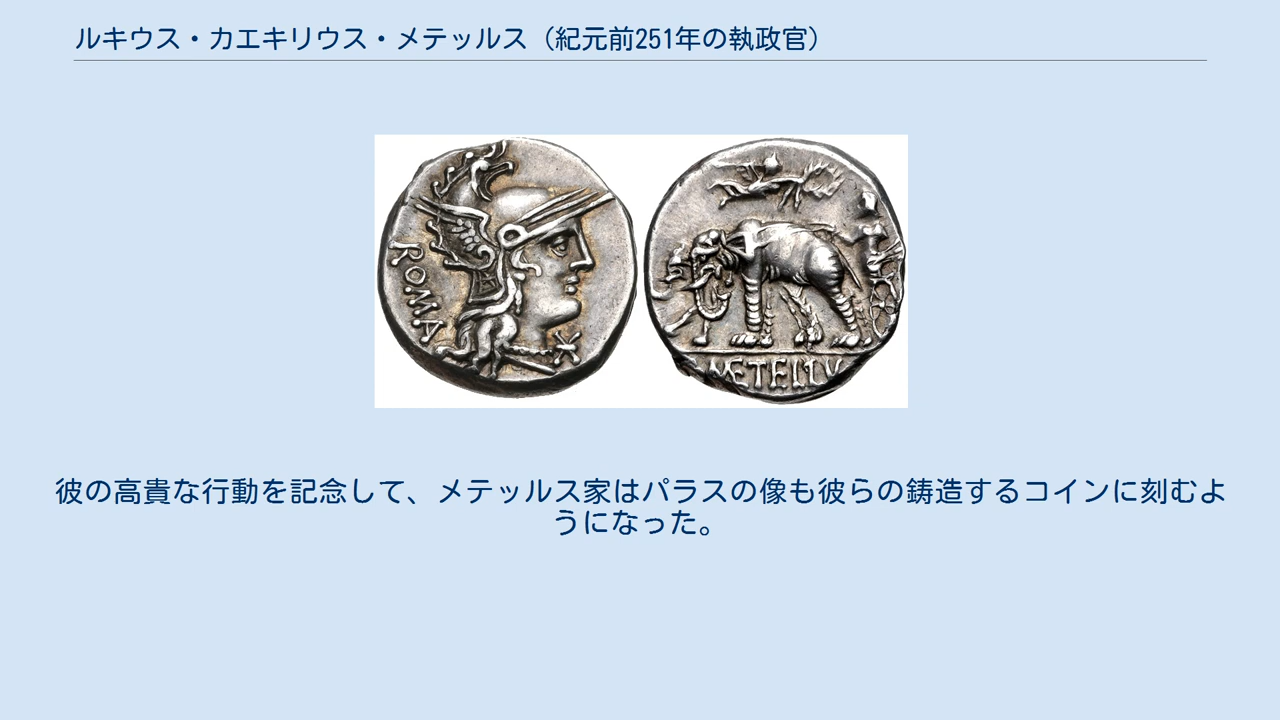 ルキウス・カエキリウス・メテッルス（紀元前251年の執政官）
ROMA
METELLV
彼の高貴な行動を記念して、メテッルス家はパラスの像も彼らの鋳造するコインに刻むよ
うになった。